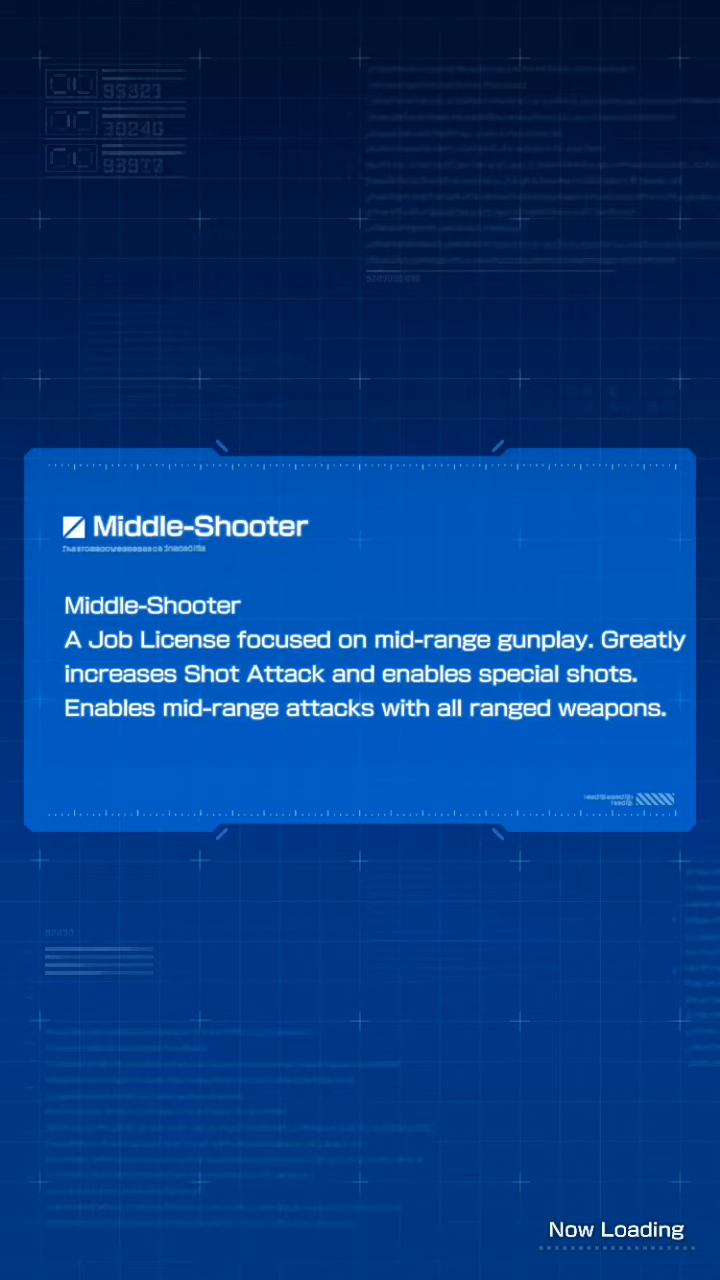 Middle-Shooter
Middle-Shooter
A Job License focused on mid-range gunplay. Greatly
increases Shot Attack and enables special shots.
Enables mid-range attacks with all ranged weapons.
Now Loading